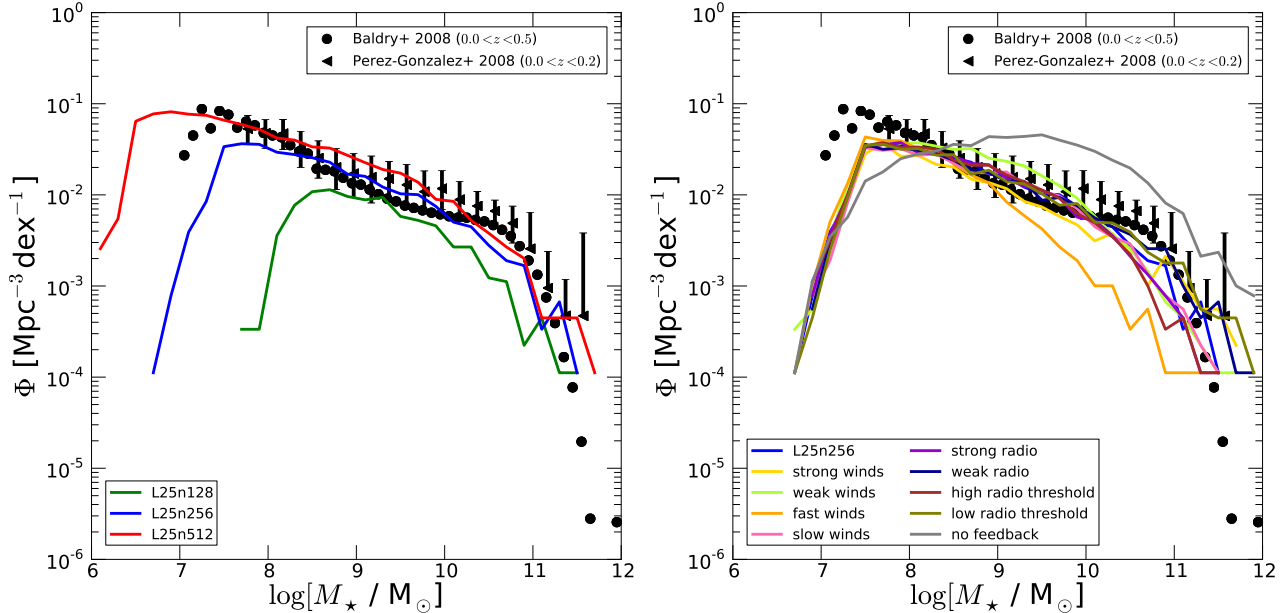 10^0
10^-1
10^-2
10^-3
10^-4
10^-5
10^-6
Φ [Mpc^-3 dex^-1]
Baldry+ 2008 (0.0<z<0.5)
Perez-Gonzalez+ 2008 (0.0<z<0.2)
L25n128
L25n256
L25n512
6 7 8 9 10 11 12
log[M⋆ / M⊙]
10^0
10^-1
10^-2
10^-3
10^-4
10^-5
10^-6
Φ [Mpc^-3 dex^-1]
Baldry+ 2008 (0.0<z<0.5)
Perez-Gonzalez+ 2008 (0.0<z<0.2)
L25n256
strong winds
weak winds
fast winds
slow winds
strong radio
weak radio
high radio threshold
low radio threshold
no feedback
7 8 9 10 11 12
log[M⋆ / M⊙]